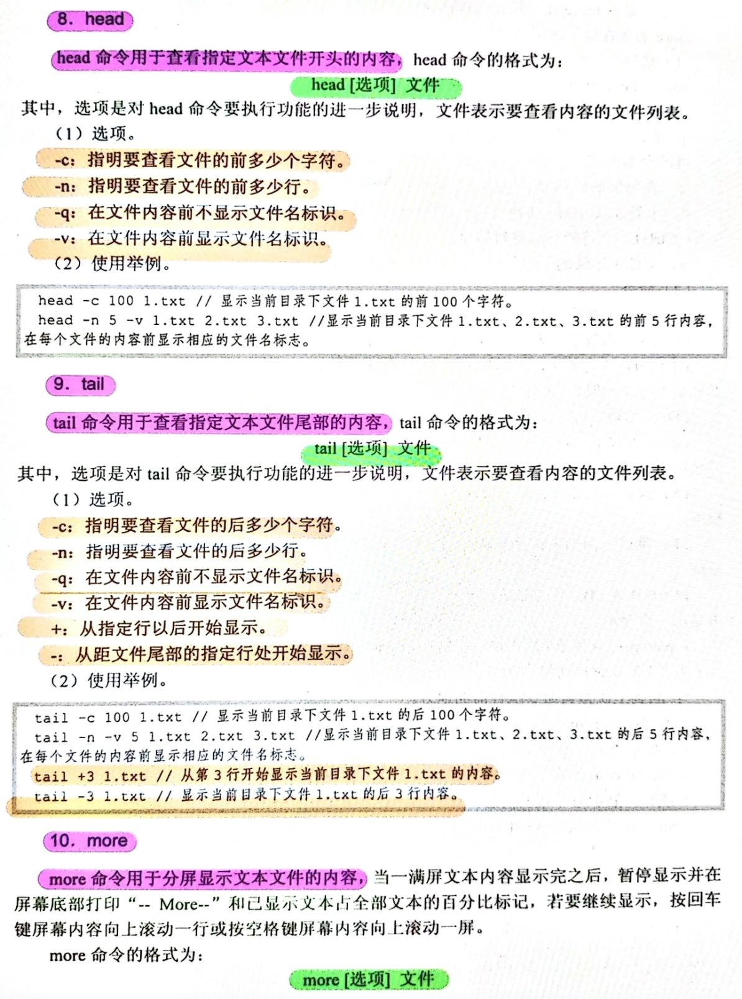 8．head
head 命令用于查看指定文本文件开头的内容，head 命令的格式为：
head [选项] 文件
其中，选项是对 head 命令要执行功能的进一步说明，文件表示要查看内容的文件列表。
（1）选项。
-c：指明要查看文件的前多少个字符。
-n：指明要查看文件的前多少行。
-q：在文件内容前不显示文件名标识。
-v：在文件内容前显示文件名标识。
（2）使用举例。
head -c 100 1.txt // 显示当前目录下文件 1.txt 的前 100 个字符。
head -n 5 -v 1.txt 2.txt 3.txt //显示当前目录下文件 1.txt、2.txt、3.txt 的前 5 行内容，
在每个文件的内容前显示相应的文件名标志。
9．tail
tail 命令用于查看指定文本文件尾部的内容，tail 命令的格式为：
tail [选项] 文件
其中，选项是对 tail 命令要执行功能的进一步说明，文件表示要查看内容的文件列表。
（1）选项。
-c：指明要查看文件的后多少个字符。
-n：指明要查看文件的后多少行。
-q：在文件内容前不显示文件名标识。
-v：在文件内容前显示文件名标识。
+：从指定行以后开始显示。
-：从距文件尾部的指定行处开始显示。
（2）使用举例。
tail -c 100 1.txt // 显示当前目录下文件 1.txt 的后 100 个字符。
tail -n -v 5 1.txt 2.txt 3.txt //显示当前目录下文件 1.txt、2.txt、3.txt 的后 5 行内容，
在每个文件的内容前显示相应的文件名标志。
tail +3 1.txt // 从第 3 行开始显示当前目录下文件 1.txt 的内容。
tail -3 1.txt // 显示当前目录下文件 1.txt 的后 3 行内容。
10．more
more 命令用于分屏显示文本文件的内容，当一满屏文本内容显示完之后，暂停显示并在
屏幕底部打印“-- More--”和已显示文本占全部文本的百分比标记，若要继续显示，按回车
键屏幕内容向上滚动一行或按空格键屏幕内容向上滚动一屏。
more 命令的格式为：
more [选项] 文件